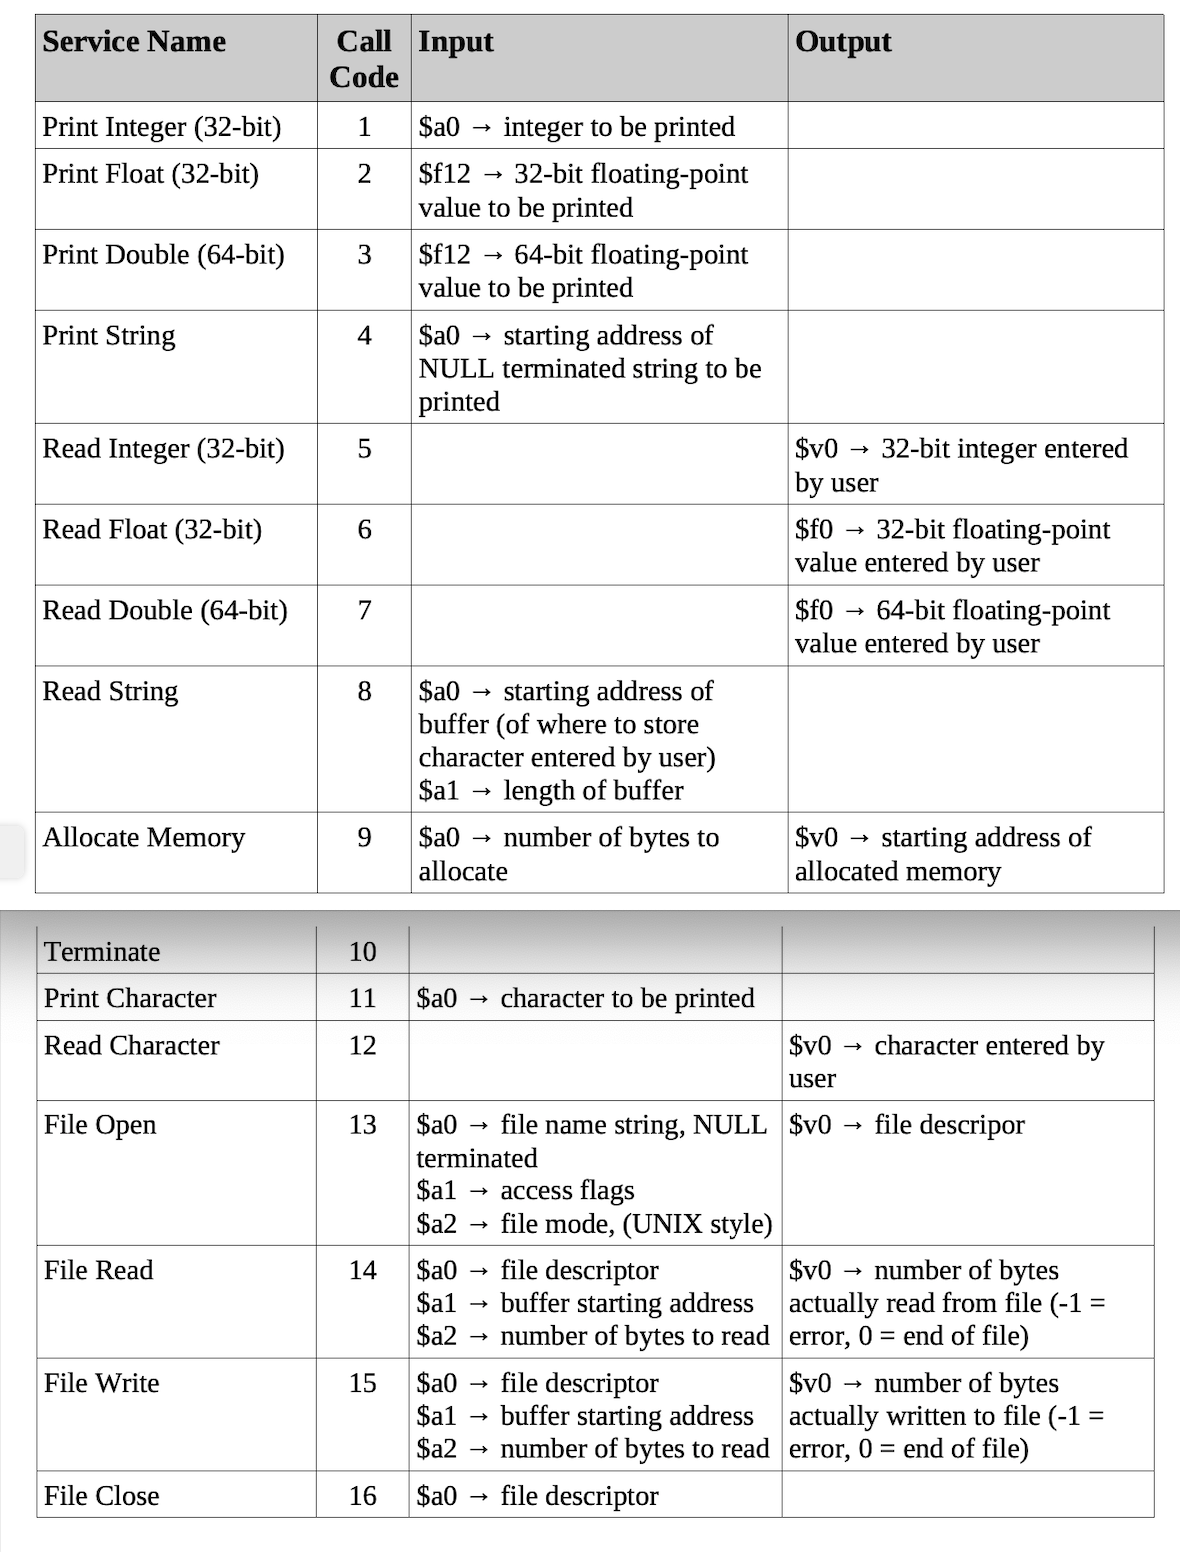 Service Name Call Input Output
Code
Print Integer (32-bit) 1 $a0 → integer to be printed
Print Float (32-bit) 2 $f12 → 32-bit floating-point
value to be printed
Print Double (64-bit) 3 $f12 → 64-bit floating-point
value to be printed
Print String 4 $a0 → starting address of
NULL terminated string to be
printed
Read Integer (32-bit) 5 $v0 → 32-bit integer entered
by user
Read Float (32-bit) 6 $f0 → 32-bit floating-point
value entered by user
Read Double (64-bit) 7 $f0 → 64-bit floating-point
value entered by user
Read String 8 $a0 → starting address of
buffer (of where to store
character entered by user)
$a1 → length of buffer
Allocate Memory 9 $a0 → number of bytes to $v0 → starting address of
allocate allocated memory
Terminate 10
Print Character 11 $a0 → character to be printed
Read Character 12 $v0 → character entered by
user
File Open 13 $a0 → file name string, NULL $v0 → file descripor
terminated
$a1 → access flags
$a2 → file mode, (UNIX style)
File Read 14 $a0 → file descriptor $v0 → number of bytes
$a1 → buffer starting address actually read from file (-1 =
$a2 → number of bytes to read error, 0 = end of file)
File Write 15 $a0 → file descriptor $v0 → number of bytes
$a1 → buffer starting address actually written to file (-1 =
$a2 → number of bytes to read error, 0 = end of file)
File Close 16 $a0 → file descriptor